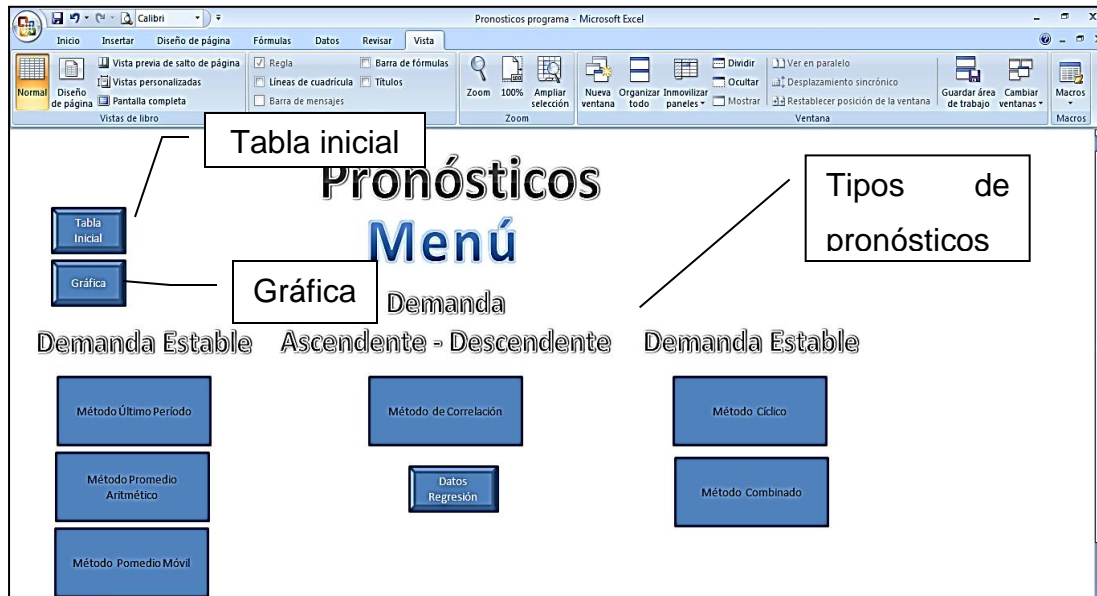 Calibri
Pronosticos programa - Microsoft Excel
Inicio Insertar Diseño de página Fórmulas Datos Revisar Vista
Normal
Diseño
de página
Vista previa de salto de página
Vistas personalizadas
Pantalla completa
Vistas de libro
Regla
Líneas de cuadrícula
Barra de mensajes
Barra de fórmulas
Títulos
Zoom
100%
Ampliar
selección
Zoom
Nueva
ventana
Organizar
todo
Inmovilizar
paneles
Dividir
Ocultar
Mostrar
Ver en paralelo
Desplazamiento sincrónico
Restablecer posición de la ventana
Ventana
Guardar área
de trabajo
Cambiar
ventanas
Macros
Macros
Tabla inicial
Pronósticos
Menú
Tipos de
pronósticos
Tabla
Inicial
Gráfica
Gráfica
Demanda Estable
Demanda
Ascendente - Descendente
Demanda Estable
Método Último Período
Método de Correlación
Método Cíclico
Método Promedio
Aritmético
Datos
Regresión
Método Combinado
Método Pomedio Móvil